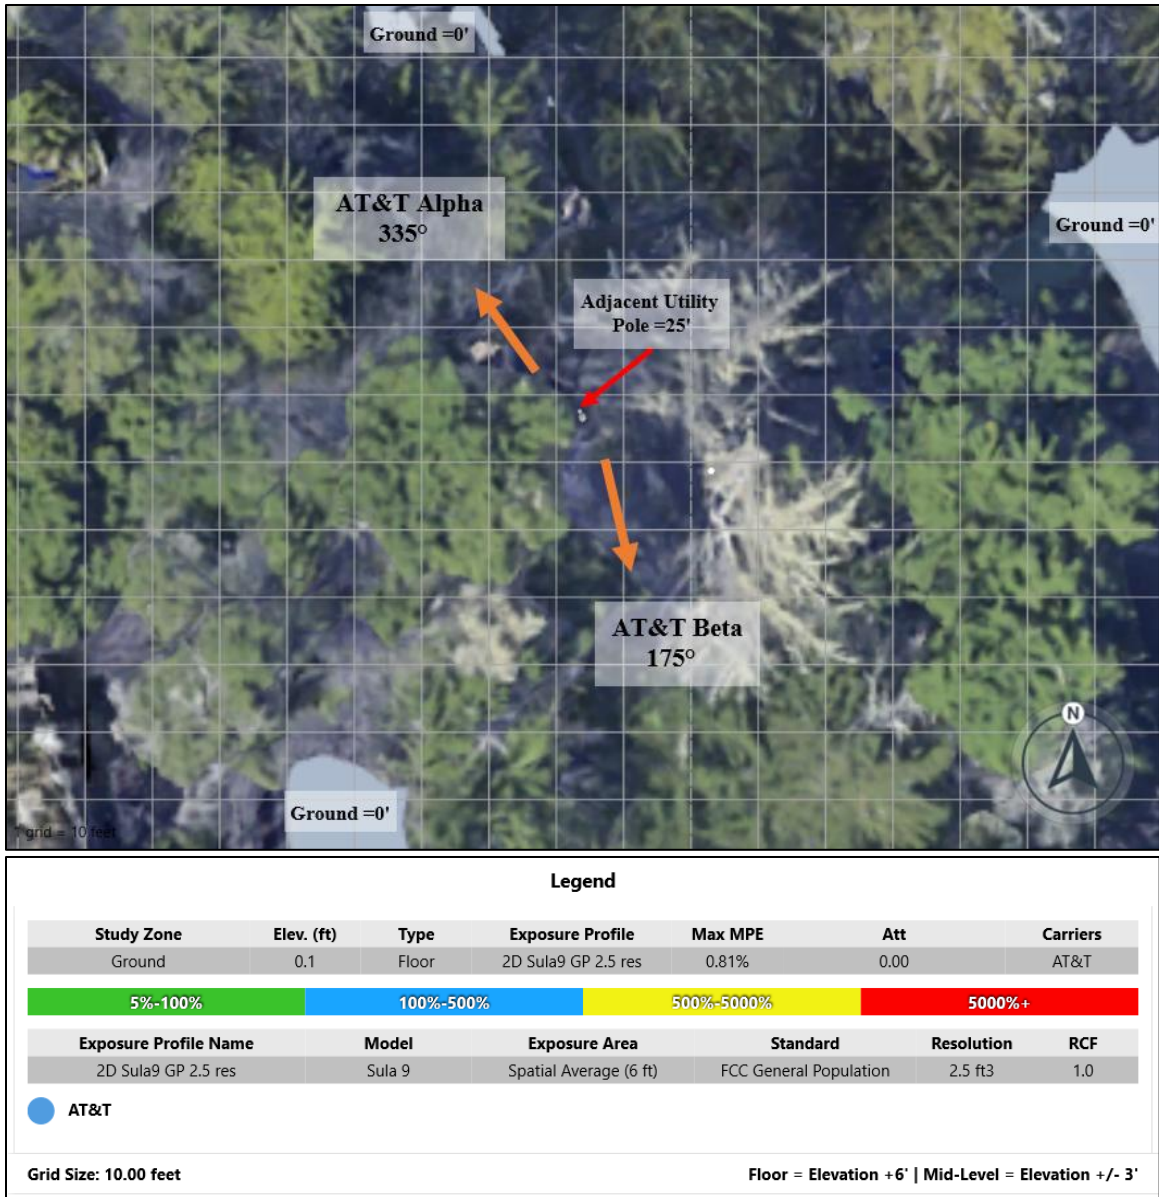 Ground =0'
AT&T Alpha
335°
Ground =0'
Adjacent Utility
Pole =25'
AT&T Beta
175°
N
Ground =0'
1 grid = 10 feet
Legend
Study Zone Elev. (ft) Type Exposure Profile Max MPE Att Carriers
Ground 0.1 Floor 2D Sula9 GP 2.5 res 0.81% 0.00 AT&T
5%-100% 100%-500% 500%-5000% 5000%+
Exposure Profile Name Model Exposure Area Standard Resolution RCF
2D Sula9 GP 2.5 res Sula 9 Spatial Average (6 ft) FCC General Population 2.5 ft3 1.0
AT&T
Grid Size: 10.00 feet Floor = Elevation +6' | Mid-Level = Elevation +/- 3'